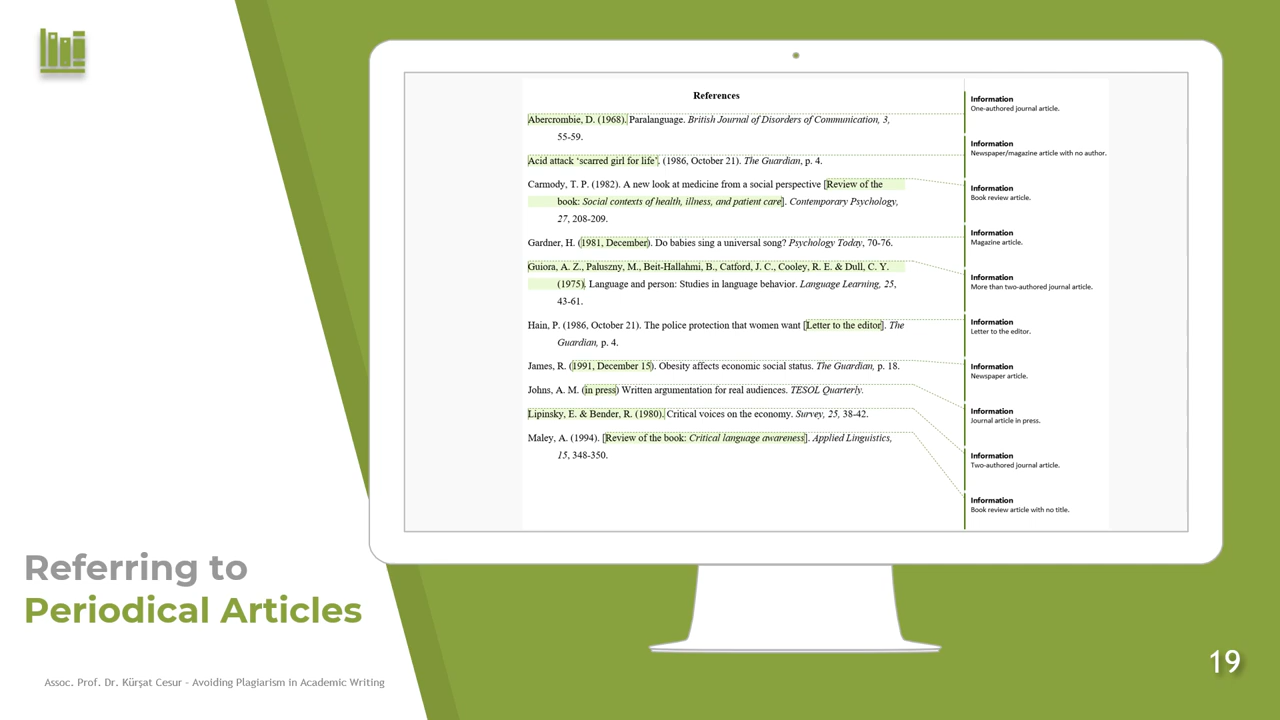 References
Abercrombie, D. (1968). Paralanguage. British Journal of Disorders of Communication, 3,
55-59.
Acid attack ‘scarred girl for life’. (1986, October 21). The Guardian, p. 4.
Carmody, T. P. (1982). A new look at medicine from a social perspective [Review of the
book: Social contexts of health, illness, and patient care]. Contemporary Psychology,
27, 208-209.
Gardner, H. (1981, December). Do babies sing a universal song? Psychology Today, 70-76.
Guiora, A. Z., Paluszny, M., Beit-Hallahmi, B., Catford, J. C., Cooley, R. E. & Dull, C. Y.
(1975). Language and person: Studies in language behavior. Language Learning, 25,
43-61.
Hain, P. (1986, October 21). The police protection that women want [Letter to the editor]. The
Guardian, p. 4.
James, R. (1991, December 15). Obesity affects economic social status. The Guardian, p. 18.
Johns, A. M. (in press) Written argumentation for real audiences. TESOL Quarterly.
Lipinsky, E. & Bender, R. (1980). Critical voices on the economy. Survey, 25, 38-42.
Maley, A. (1994). [Review of the book: Critical language awareness]. Applied Linguistics,
15, 348-350.
Information
One-authored journal article.
Information
Newspaper/magazine article with no author.
Information
Book review article.
Information
Magazine article.
Information
More than two-authored journal article.
Information
Letter to the editor.
Information
Newspaper article.
Information
Journal article in press.
Information
Two-authored journal article.
Information
Book review article with no title.
Referring to
Periodical Articles
Assoc. Prof. Dr. Kürşat Cesur - Avoiding Plagiarism in Academic Writing
19